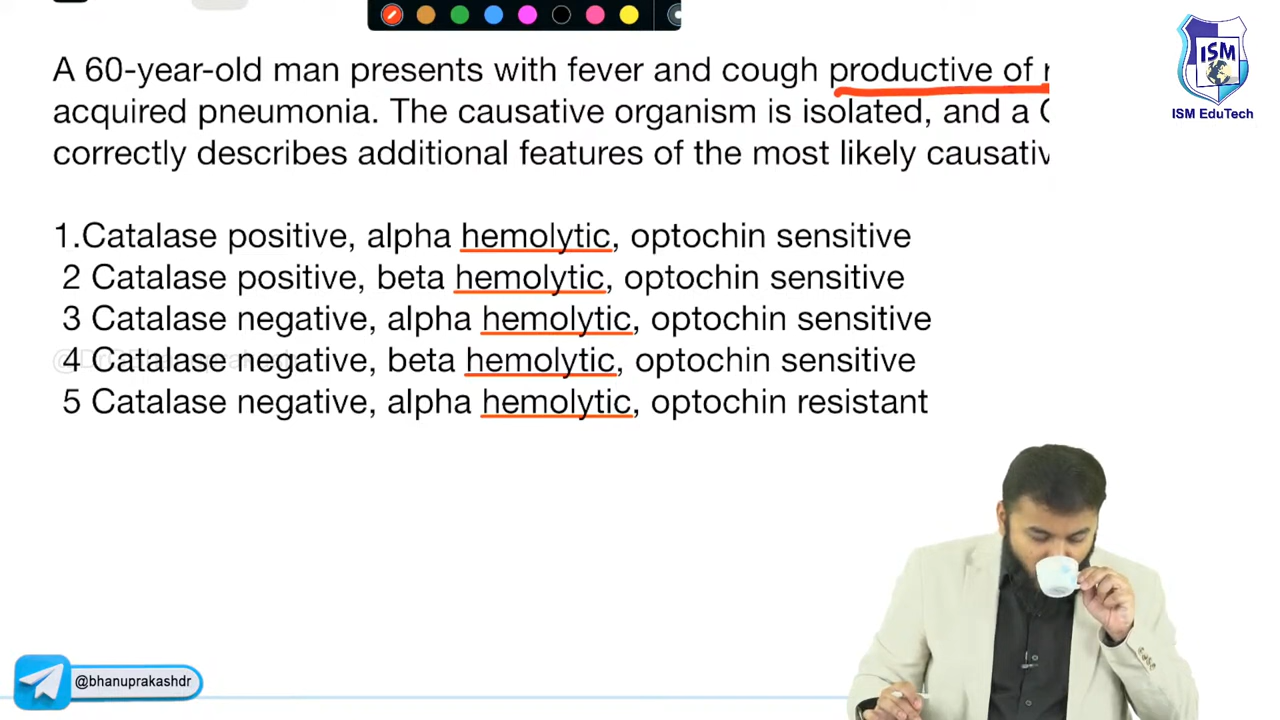 A 60-year-old man presents with fever and cough productive of
acquired pneumonia. The causative organism is isolated, and a
correctly describes additional features of the most likely
1.Catalase positive, alpha hemolytic, optochin sensitive
2 Catalase positive, beta hemolytic, optochin sensitive
3 Catalase negative, alpha hemolytic, optochin sensitive
4 Catalase negative, beta hemolytic, optochin sensitive
5 Catalase negative, alpha hemolytic, optochin resistant
ISM
ISM EduTech
@bhanuprakashdr